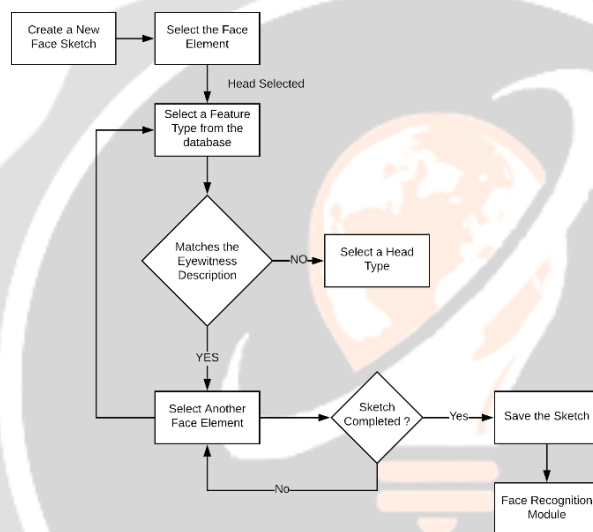 Create a New
Face Sketch
Select the Face
Element
Head Selected
Select a Feature
Type from the
database
Matches the
Eyewitness
Description
NO
Select a Head
Type
YES
Select Another
Face Element
Sketch
Completed ?
Yes
Save the Sketch
No
Face Recognition
Module